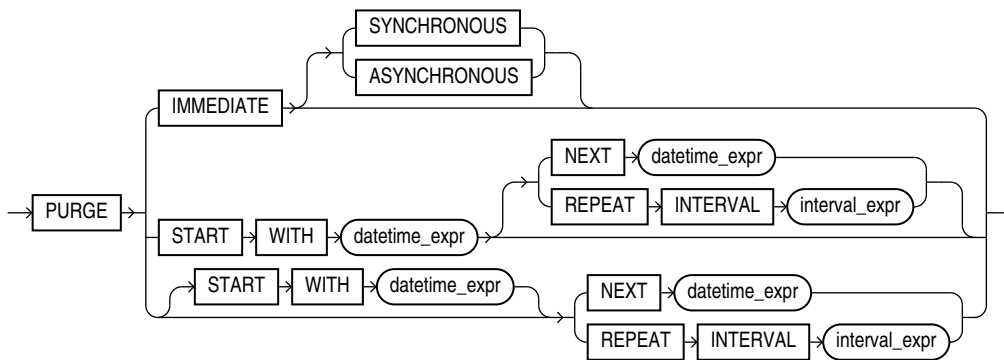 SYNCHRONOUS
ASYNCHRONOUS
IMMEDIATE
NEXT datetime_expr
REPEAT INTERVAL interval_expr
PURGE
START WITH datetime_expr
START WITH datetime_expr
NEXT datetime_expr
REPEAT INTERVAL interval_expr